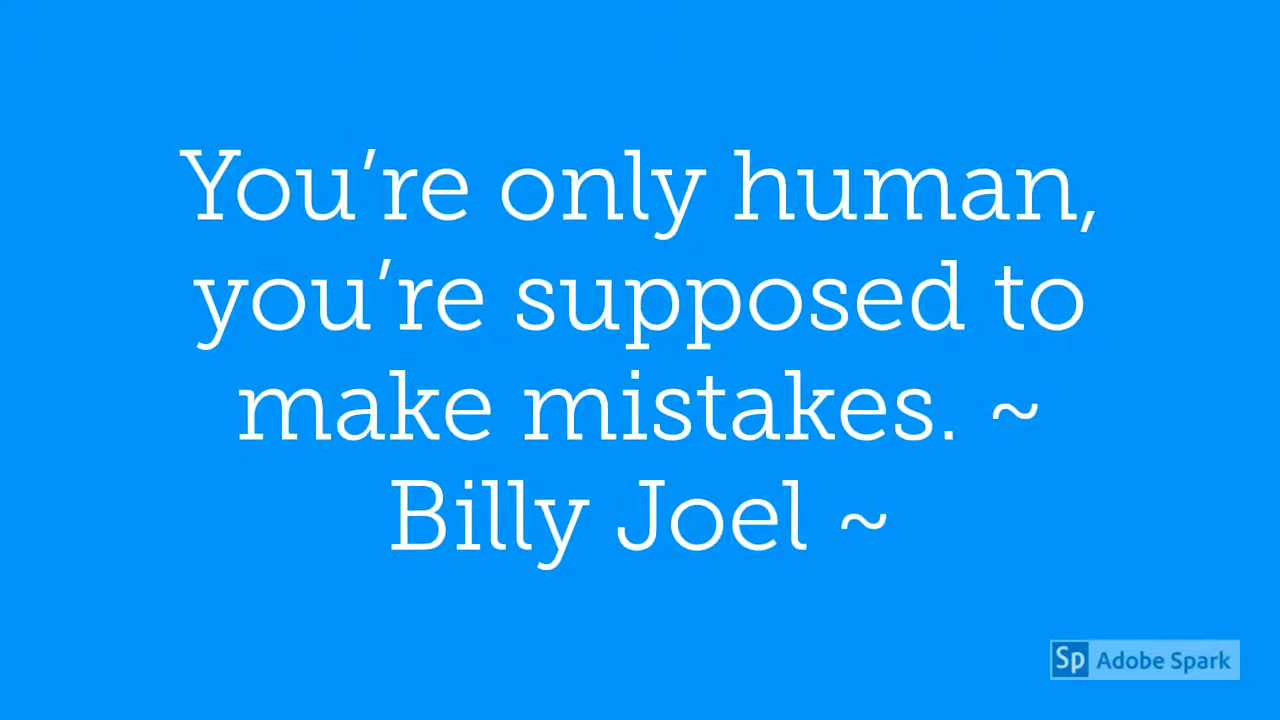 You’re only human,
you’re supposed to
make mistakes. ~
Billy Joel ~
Sp Adobe Spark